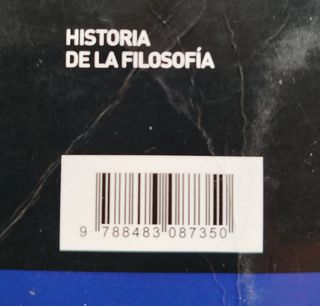 HISTORIA
DE LA FILOSOFÍA
9 788483 087350